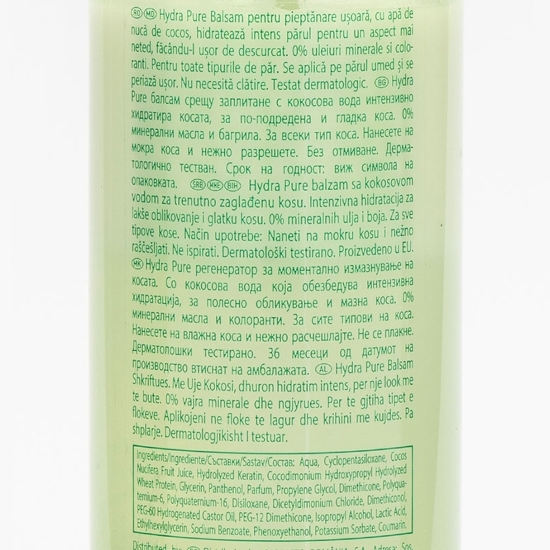 RO MD Hydra Pure Balsam pentru pieptănare ușoară, cu apă de
nucă de cocos, hidratează intens părul pentru un aspect mai
neted, făcându-l ușor de descurcat. 0% uleiuri minerale si colo-
ranti. Pentru toate tipurile de păr. Se aplică pe părul umed și se
periază ușor. Nu necesită clătire. Testat dermatologic. BG Hydra
Pure балсам срещу заплитане с кокосова вода интензивно
хидратира косата, за по-подредена и гладка коса. 0%
минерални масла и багрила. За всеки тип коса. Нанесете на
мокра коса и нежно разрешете. Без отмиване. Дерма-
тологично тестван. Срок на годност: виж символа на
опаковката. SRB MNE BIH Hydra Pure balzam sa kokosovom
vodom za trenutno zaglađenu kosu. Intenzivna hidratacija za
lakše oblikovanje i glatku kosu. 0% mineralnih ulja i boja. Za sve
tipove kose. Način upotrebe: Naneti na mokru kosu i nežno
raščešljati. Ne ispirati. Dermatološki testirano. Proizvedeno u EU.
MK Hydra Pure регенератор за моментално измазнување на
косата. Со кокосова вода која обезбедува интензивна
хидратација, за полесно обликување и мазна коса. 0%
минерални масла и колоранти. За сите типови на коса.
Нанесете на влажна коса и нежно расчешлајте. Не се плакне.
Дерматолошки тестирано. 36 месеци од датумот на
производство втиснат на амбалажата. AL Hydra Pure Balsam
Shkriftues. Me Uje Kokosi, dhuron hidratim intens, per nje look me
te bute. 0% vajra minerale dhe ngjyrues. Per te gjitha tipet e
flokeve. Aplikojeni ne floke te lagur dhe krihini me kujdes. Pa
shplarje. Dermatologjikisht I testuar.
Ingredients/Ingrediente/Съставки/Sastav/Состав: Aqua, Cyclopentasiloxane, Cocos
Nucifera Fruit Juice, Hydrolyzed Keratin, Cocodimonium Hydroxypropyl Hydrolyzed
Wheat Protein, Glycerin, Panthenol, Parfum, Propylene Glycol, Dimethicone, Polyqua-
ternium-6, Polyquaternium-16, Disiloxane, Dicetyldimonium Chloride, Dimethiconol,
PEG-60 Hydrogenated Castor Oil, PEG-12 Dimethicone, Isopropyl Alcohol, Lactic Acid,
Ethylhexylglycerin, Sodium Benzoate, Phenoxyethanol, Potassium Sorbate, Coumarin.
Distributed by